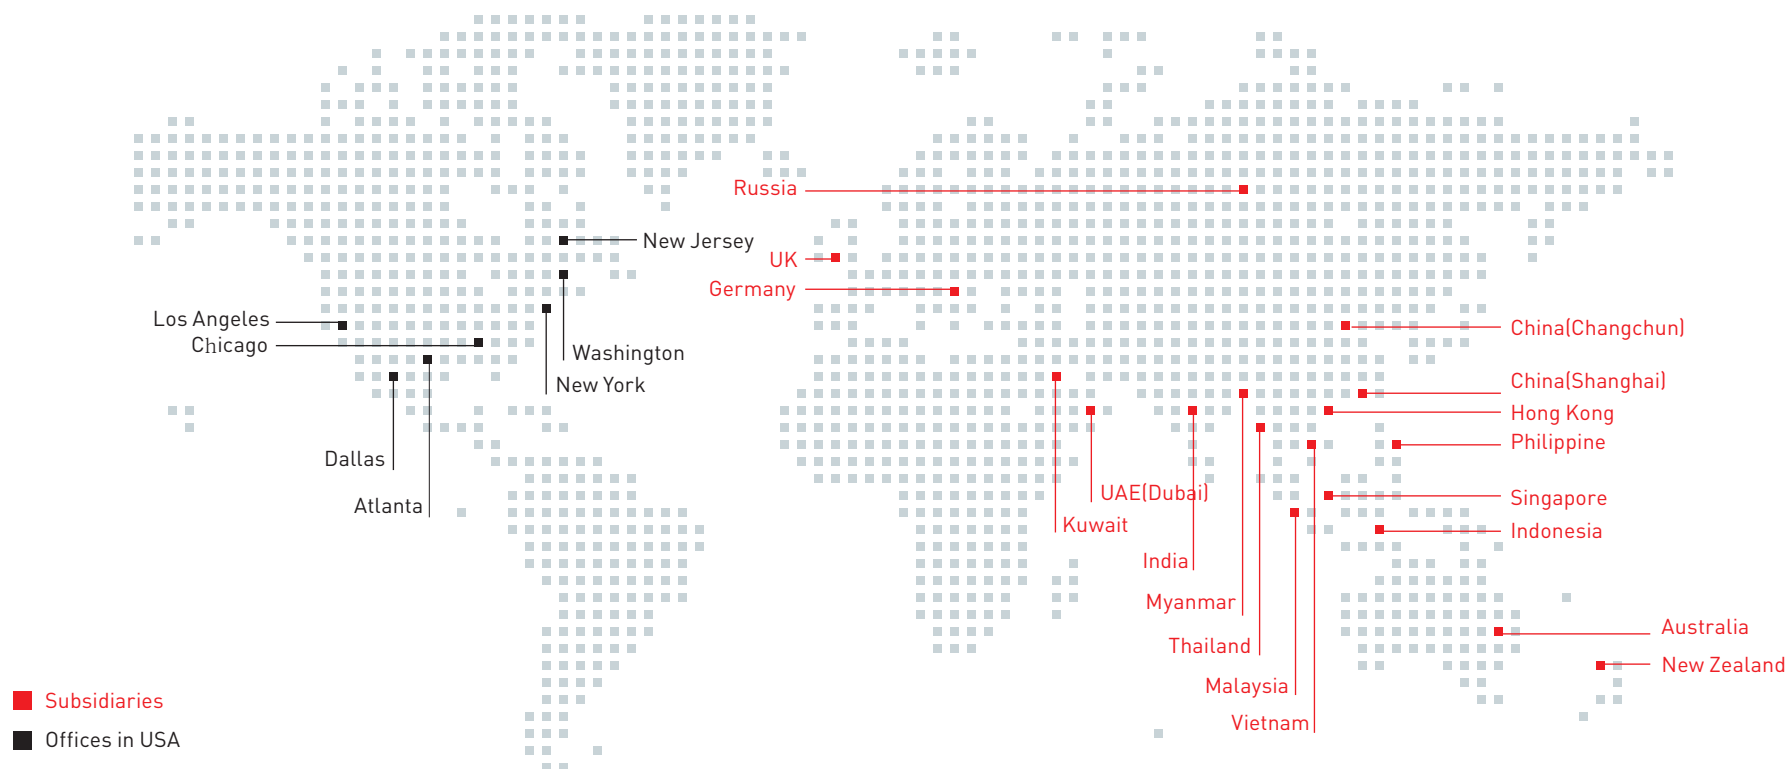 Russia
New Jersey
UK
Germany
Los Angeles
Chicago
China(Changchun)
Washington
New York
China(Shanghai)
Hong Kong
Philippine
Dallas
UAE(Dubai)
Singapore
Atlanta
Kuwait
Indonesia
India
Myanmar
Australia
Thailand
New Zealand
Malaysia
Subsidiaries
Vietnam
Offices in USA